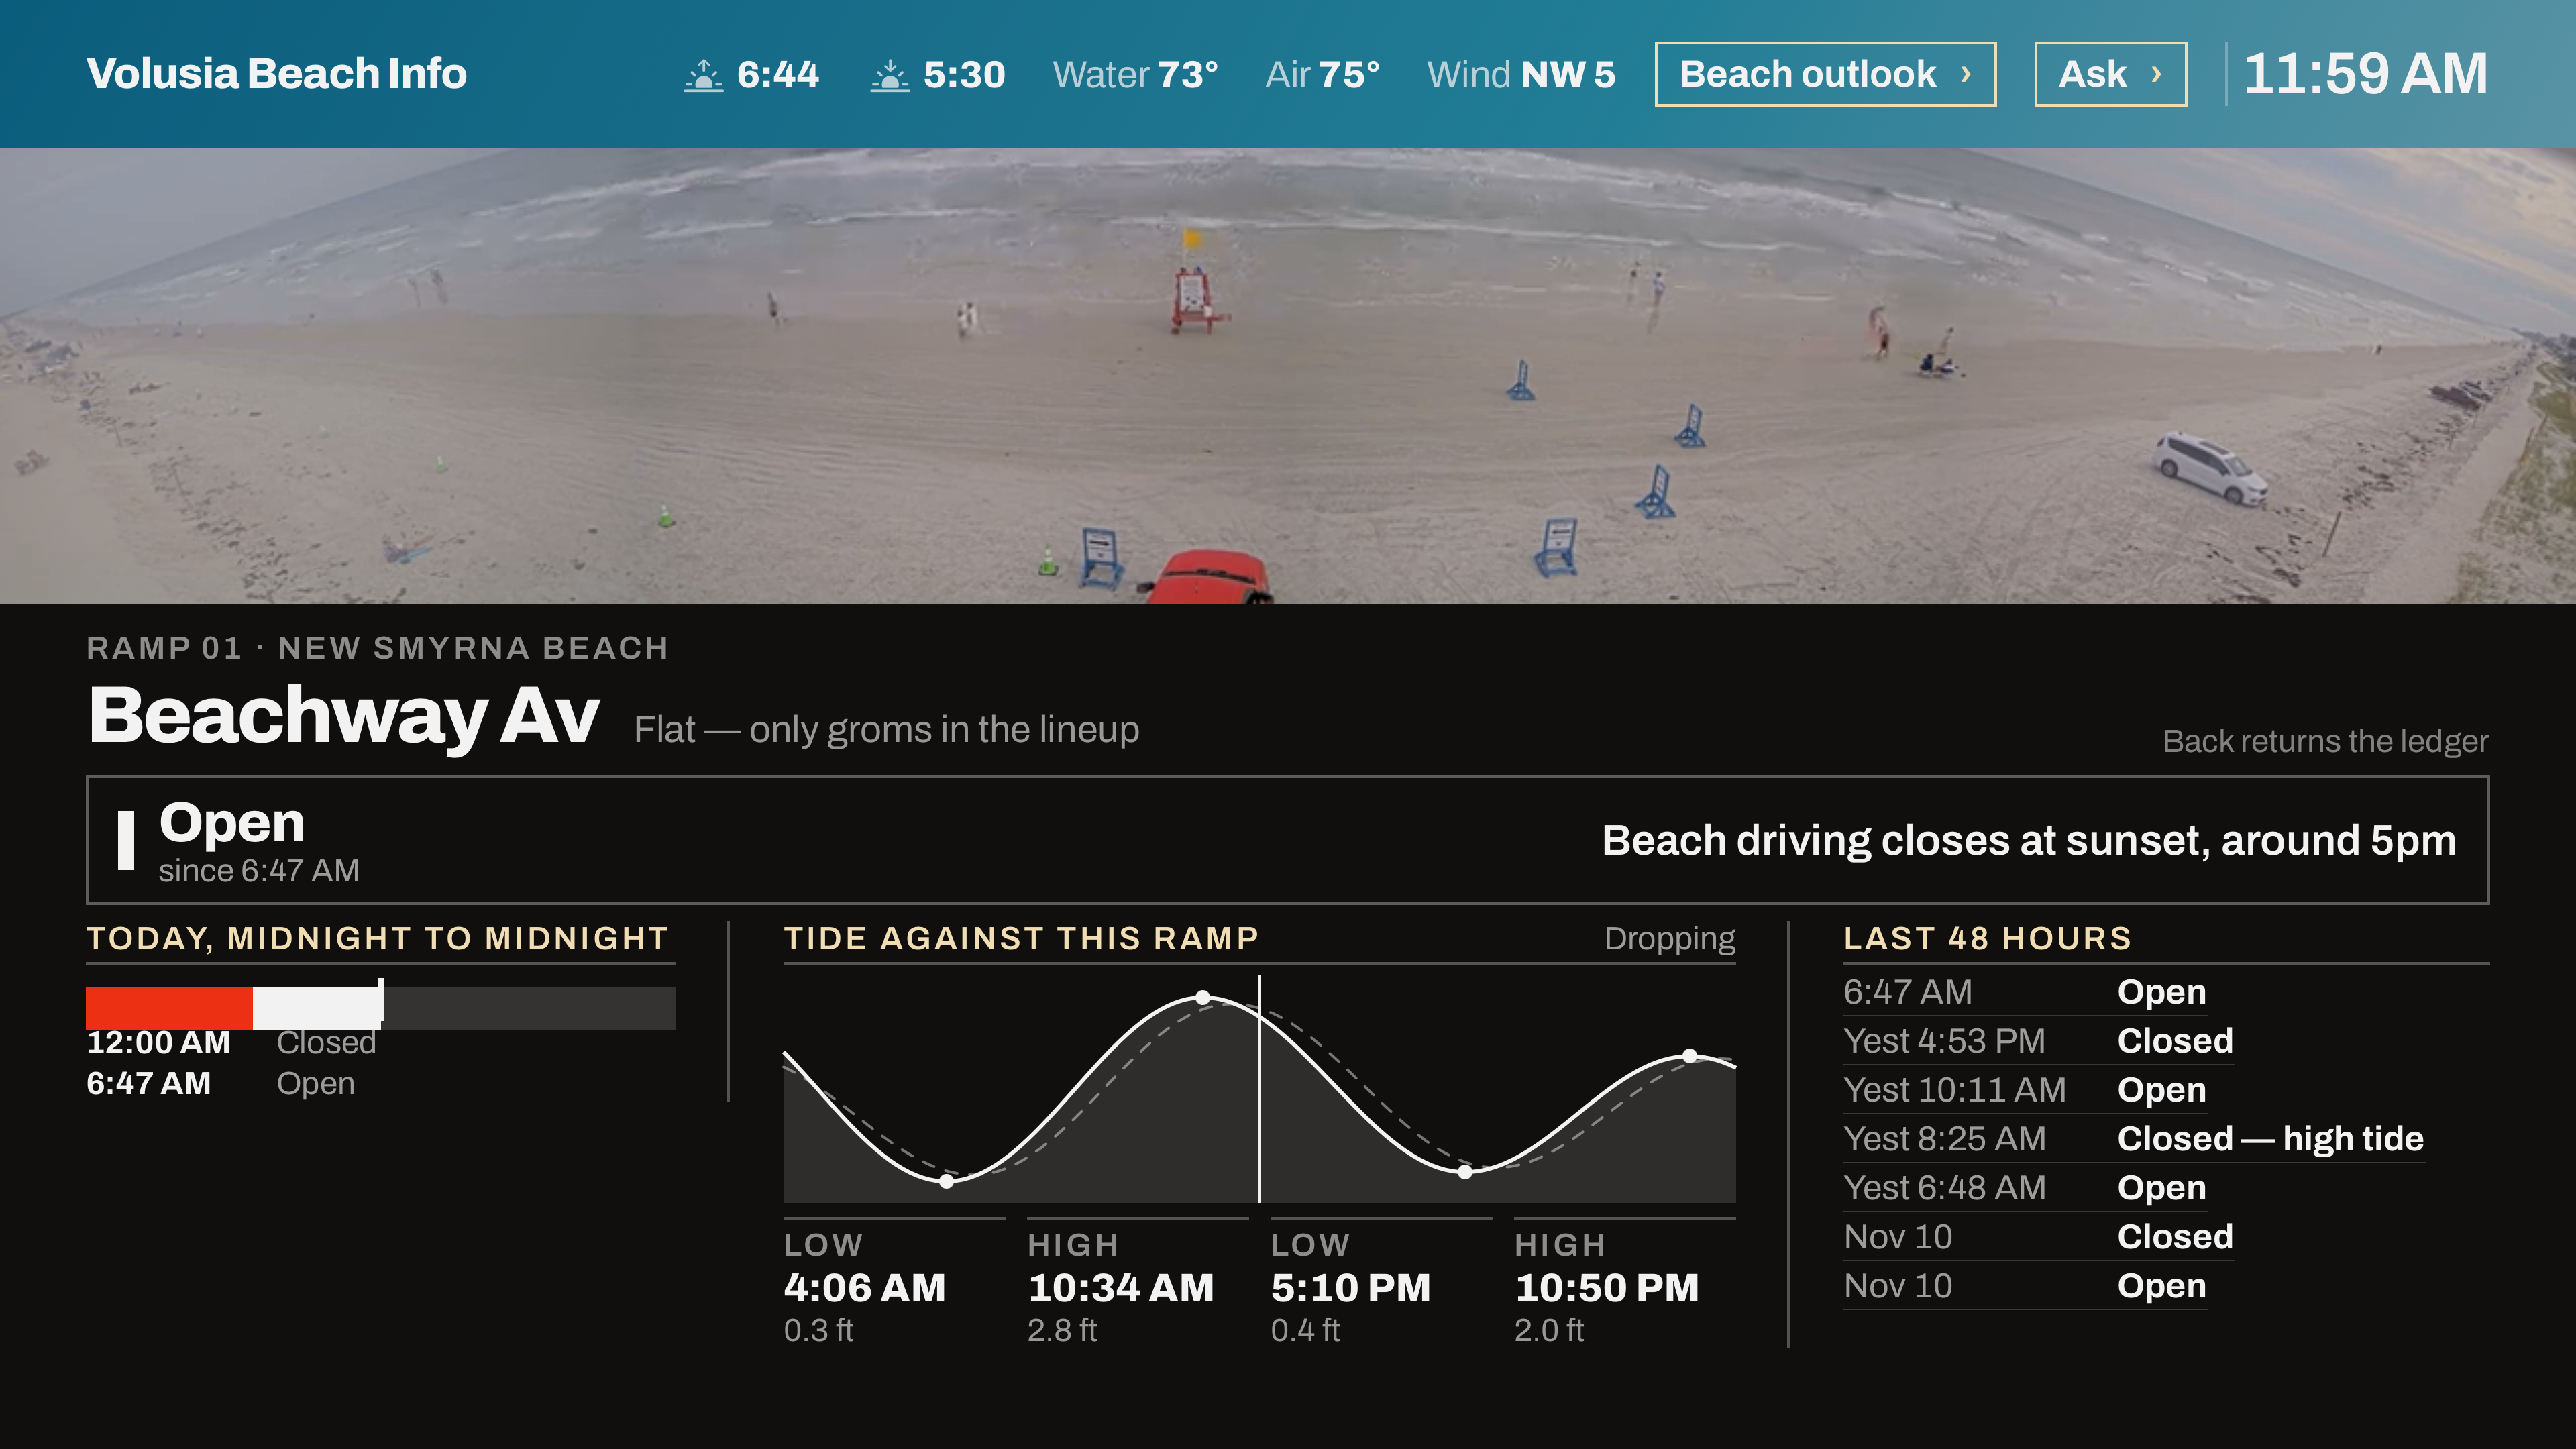 Volusia Beach Info
6:44 5:30 Water 73° Air 75° Wind NW 5 Beach outlook › Ask › 11:59 AM
RAMP 01 · NEW SMYRNA BEACH
Beachway Av Flat — only groms in the lineup
Back returns the ledger
Open
since 6:47 AM
Beach driving closes at sunset, around 5pm
TODAY, MIDNIGHT TO MIDNIGHT
12:00 AM Closed
6:47 AM Open
TIDE AGAINST THIS RAMP Dropping
LOW HIGH LOW HIGH
4:06 AM 10:34 AM 5:10 PM 10:50 PM
0.3 ft 2.8 ft 0.4 ft 2.0 ft
LAST 48 HOURS
6:47 AM Open
Yest 4:53 PM Closed
Yest 10:11 AM Open
Yest 8:25 AM Closed — high tide
Yest 6:48 AM Open
Nov 10 Closed
Nov 10 Open